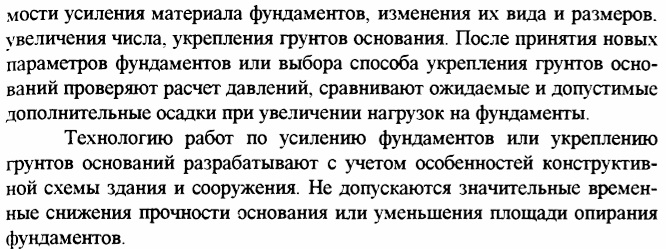 мости усиления материала фундаментов, изменения их вида и размеров.
увеличения числа, укрепления грунтов основания. После принятия новых
параметров фундаментов или выбора способа укрепления грунтов осно-
ваний проверяют расчет давлений, сравнивают ожидаемые и допустимые
дополнительные осадки при увеличении нагрузок на фундаменты.
Технологию работ по усилению фундаментов или укреплению
грунтов оснований разрабатывают с учетом особенностей конструктив-
ной схемы здания и сооружения. Не допускаются значительные времен-
ные снижения прочности основания или уменьшения площади опирания
фундаментов.